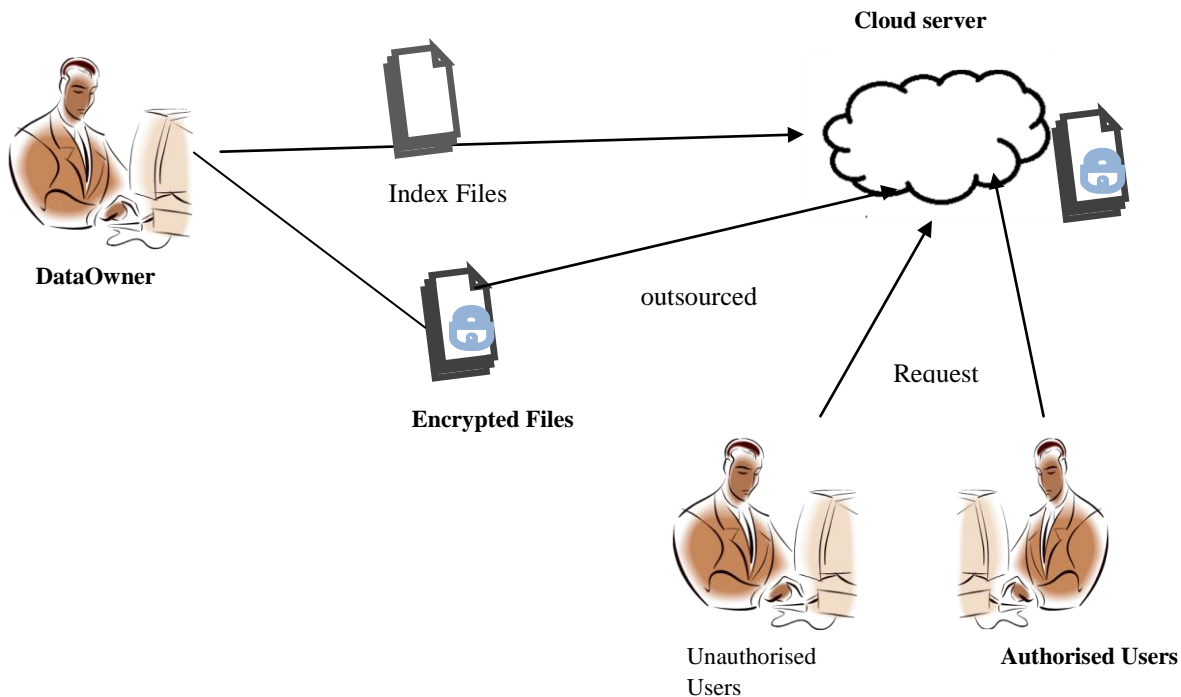 Cloud server
Index Files
DataOwner
outsourced
Request
Encrypted Files
Unauthorised
Users
Authorised Users